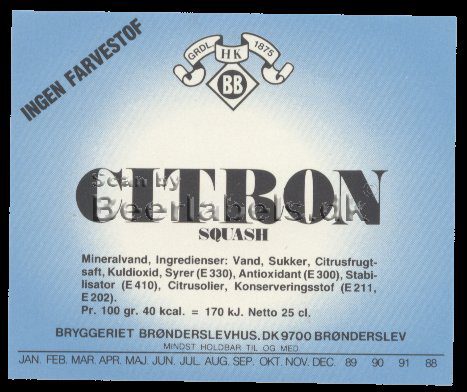 INGEN FARVESTOF
GRDL. HK 1875
BB
CITRON
Scan by
Beerlabels.dk
SQUASH
Mineralvand, Ingredienser: Vand, Sukker, Citrusfrugt-
saft, Kuldioxid, Syrer (E 330), Antioxidant (E 300), Stabi-
lisator (E 410), Citrusolier, Konserveringsstof (E 211,
E 202).
Pr. 100 gr. 40 kcal. = 170 kJ. Netto 25 cl.
BRYGGERIET BRØNDERSLEVHUS. DK 9700 BRØNDERSLEV
MINDST HOLDBAR TIL OG MED
JAN. FEB. MAR. APR. MAJ. JUN. JUL. AUG. SEP. OKT. NOV. DEC. 89 90 91 88